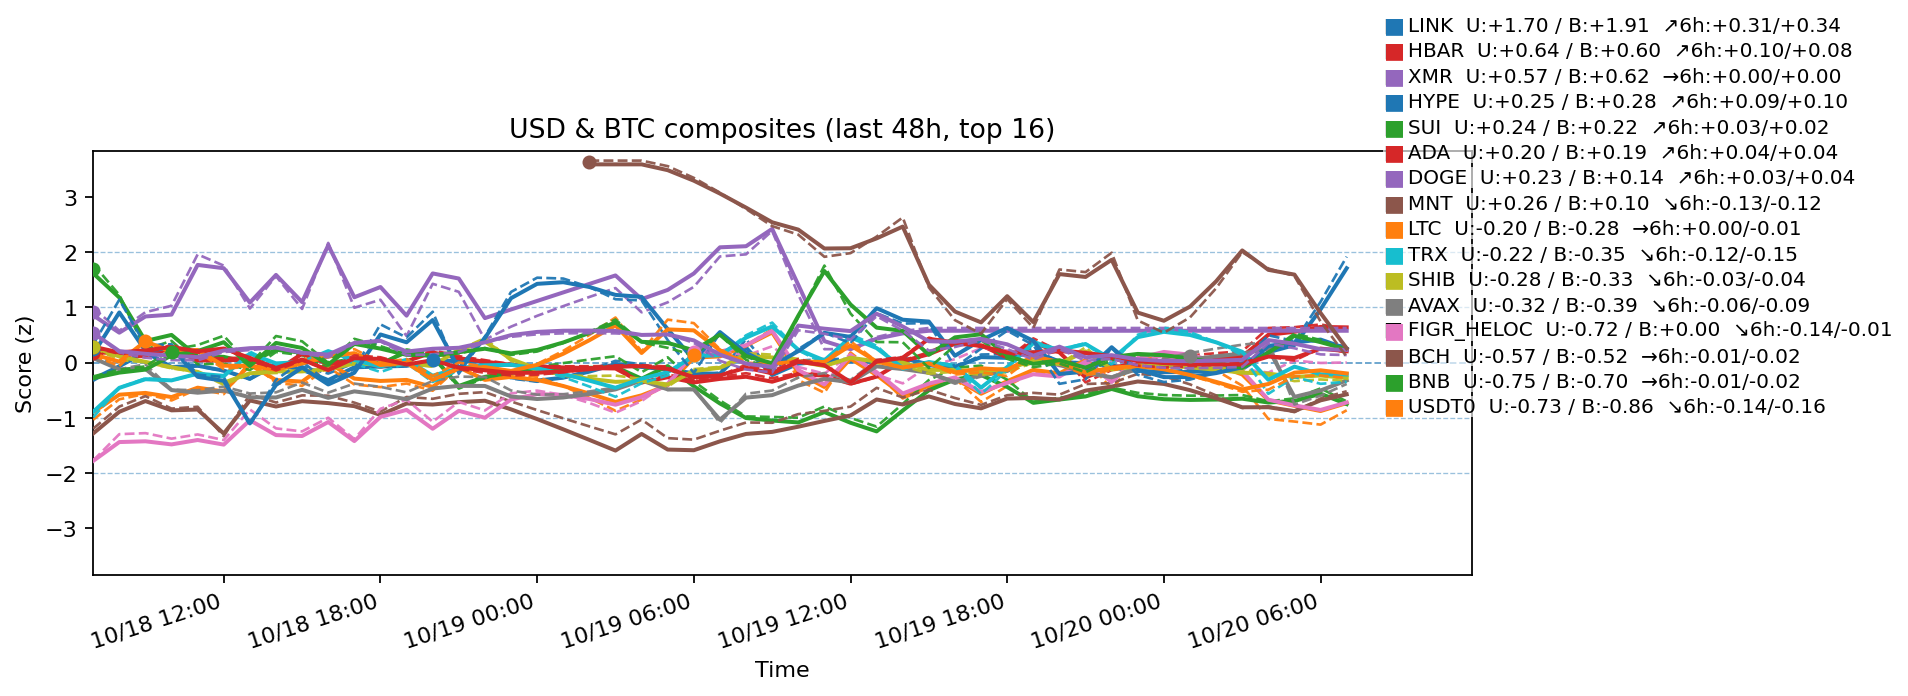 LINK  U:+1.70 / B:+1.91  ↗6h:+0.31/+0.34
HBAR  U:+0.64 / B:+0.60  ↗6h:+0.10/+0.08
XMR  U:+0.57 / B:+0.62  →6h:+0.00/+0.00
HYPE  U:+0.25 / B:+0.28  ↗6h:+0.09/+0.10
SUI  U:+0.24 / B:+0.22  ↗6h:+0.03/+0.02
ADA  U:+0.20 / B:+0.19  ↗6h:+0.04/+0.04
DOGE  U:+0.23 / B:+0.14  ↗6h:+0.03/+0.04
MNT  U:+0.26 / B:+0.10  ↘6h:-0.13/-0.12
LTC  U:-0.20 / B:-0.28  →6h:+0.00/-0.01
TRX  U:-0.22 / B:-0.35  ↘6h:-0.12/-0.15
SHIB  U:-0.28 / B:-0.33  ↘6h:-0.03/-0.04
AVAX  U:-0.32 / B:-0.39  ↘6h:-0.06/-0.09
FIGR_HELOC  U:-0.72 / B:+0.00  ↘6h:-0.14/-0.01
BCH  U:-0.57 / B:-0.52  →6h:-0.01/-0.02
BNB  U:-0.75 / B:-0.70  →6h:-0.01/-0.02
USDT0  U:-0.73 / B:-0.86  ↘6h:-0.14/-0.16
USD & BTC composites (last 48h, top 16)
Score (z)
3
2
1
0
−1
−2
−3
10/18 12:00
10/18 18:00
10/19 00:00
10/19 06:00
10/19 12:00
10/19 18:00
10/20 00:00
10/20 06:00
Time